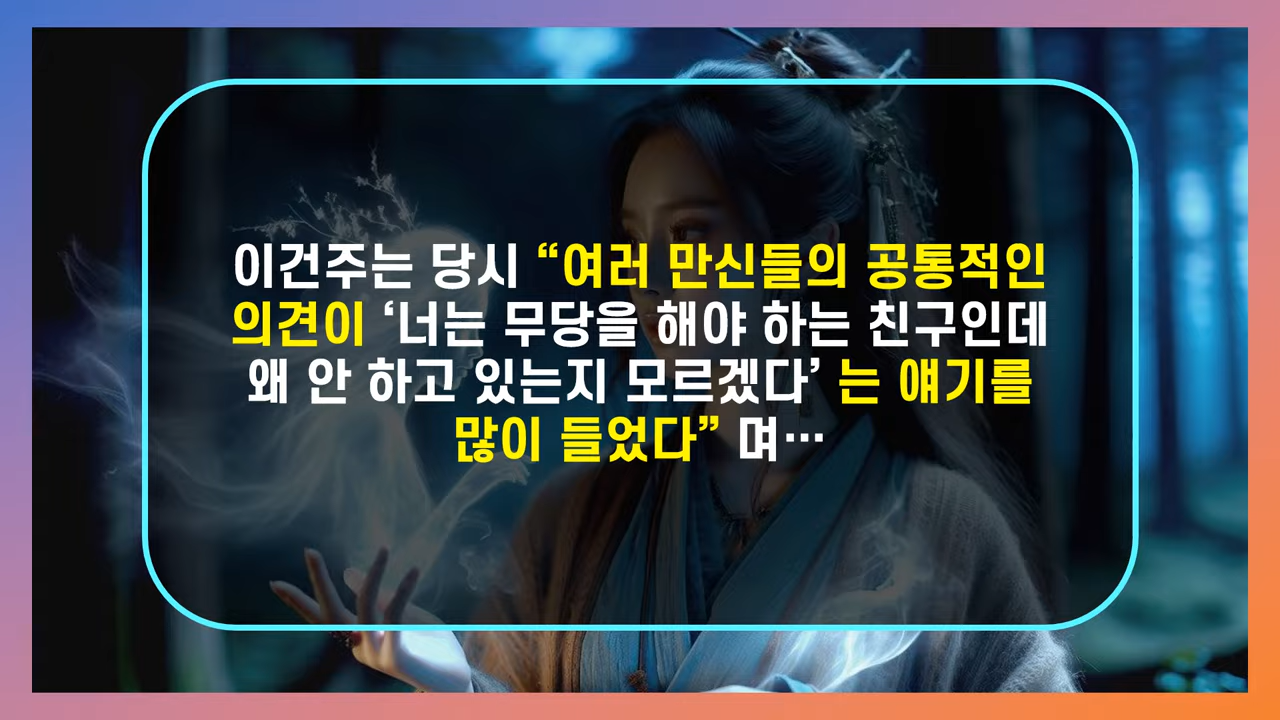 이건주는 당시 “여러 만신들의 공통적인
의견이 ‘너는 무당을 해야 하는 친구인데
왜 안 하고 있는지 모르겠다’ 는 얘기를
많이 들었다” 며…